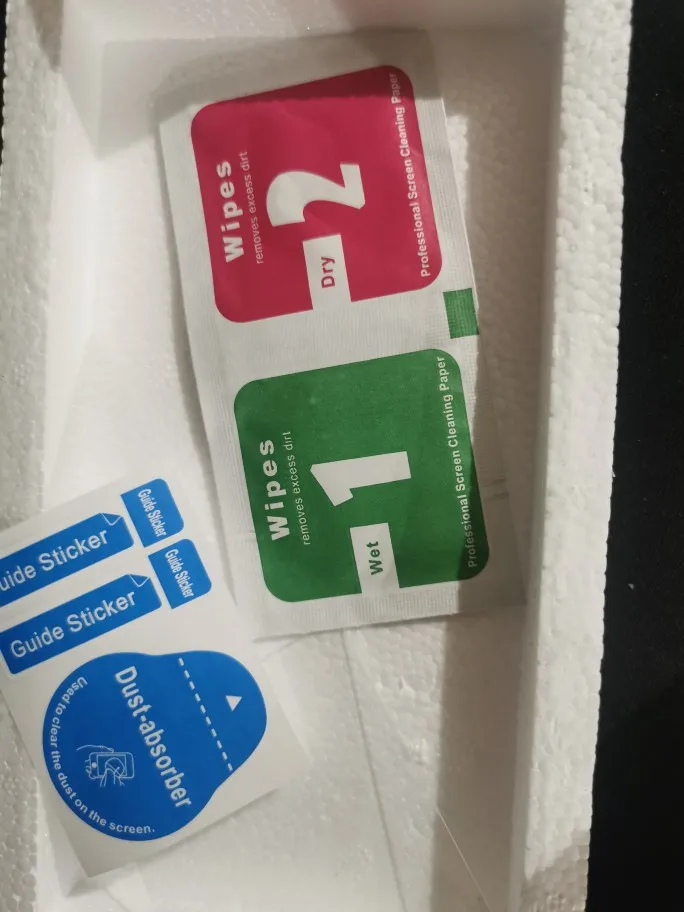 Wipes
removes excess dirt
2
Dry
Professional Screen Cleaning Paper
Wipes
removes excess dirt
1
Wet
Professional Screen Cleaning Paper
Guide Sticker
Guide Sticker
uide Sticker
Guide Sticker
Dust-absorber
Used to clear the dust on the screen.